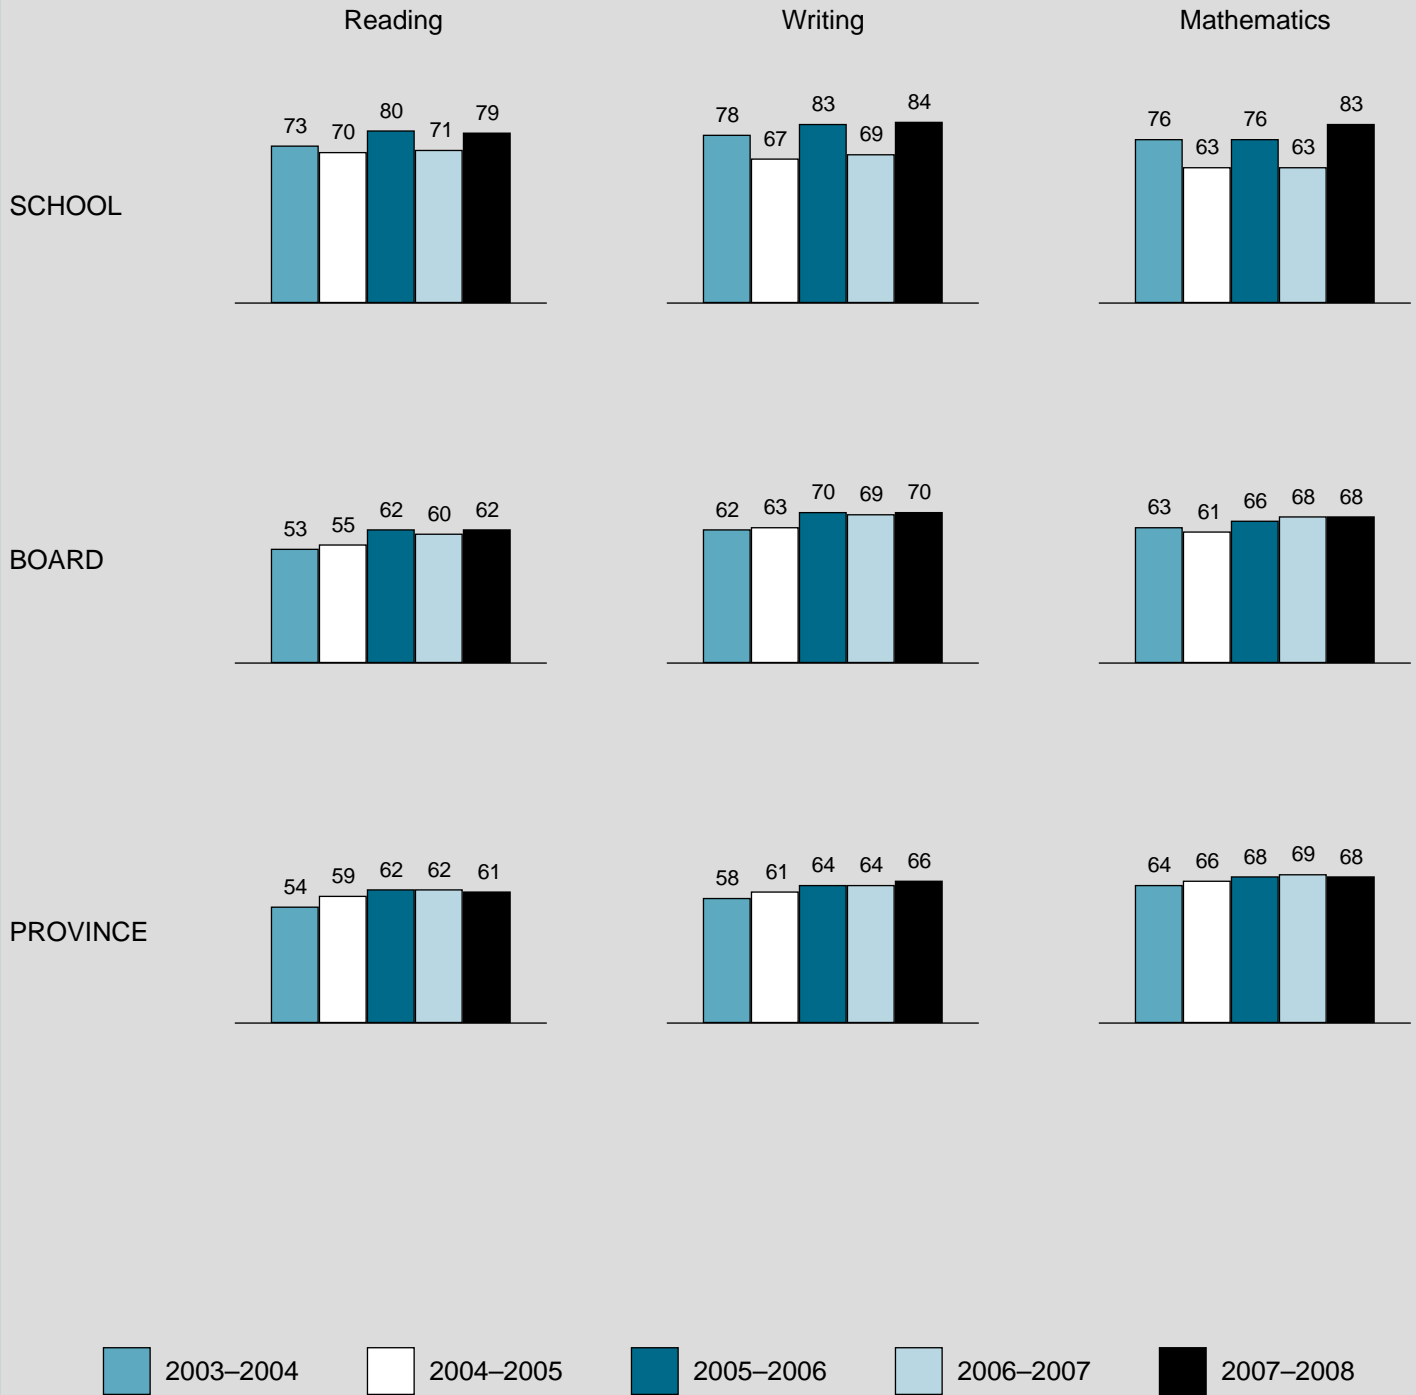 Reading Writing Mathematics
73 70 80 71 79
78 67 83 69 84
76 63 76 63 83
SCHOOL
53 55 62 60 62
62 63 70 69 70
63 61 66 68 68
BOARD
54 59 62 62 61
58 61 64 64 66
64 66 68 69 68
PROVINCE
2003–2004 2004–2005 2005–2006 2006–2007 2007–2008